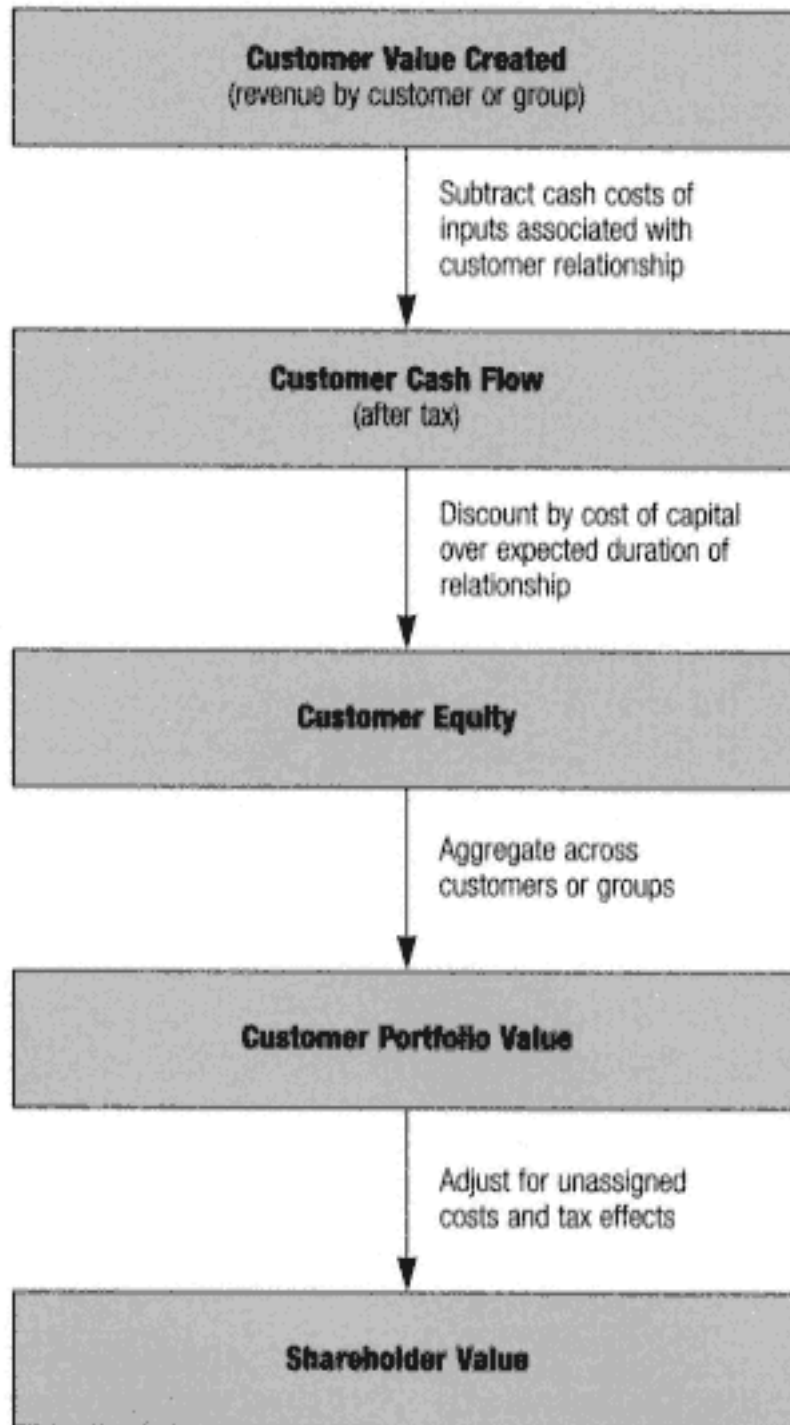 Customer Value Created
(revenue by customer or group)
Subtract cash costs of
inputs associated with
customer relationship
Customer Cash Flow
(after tax)
Discount by cost of capital
over expected duration of
relationship
Customer Equity
Aggregate across
customers or groups
Customer Portfolio Value
Adjust for unassigned
costs and tax effects
Shareholder Value